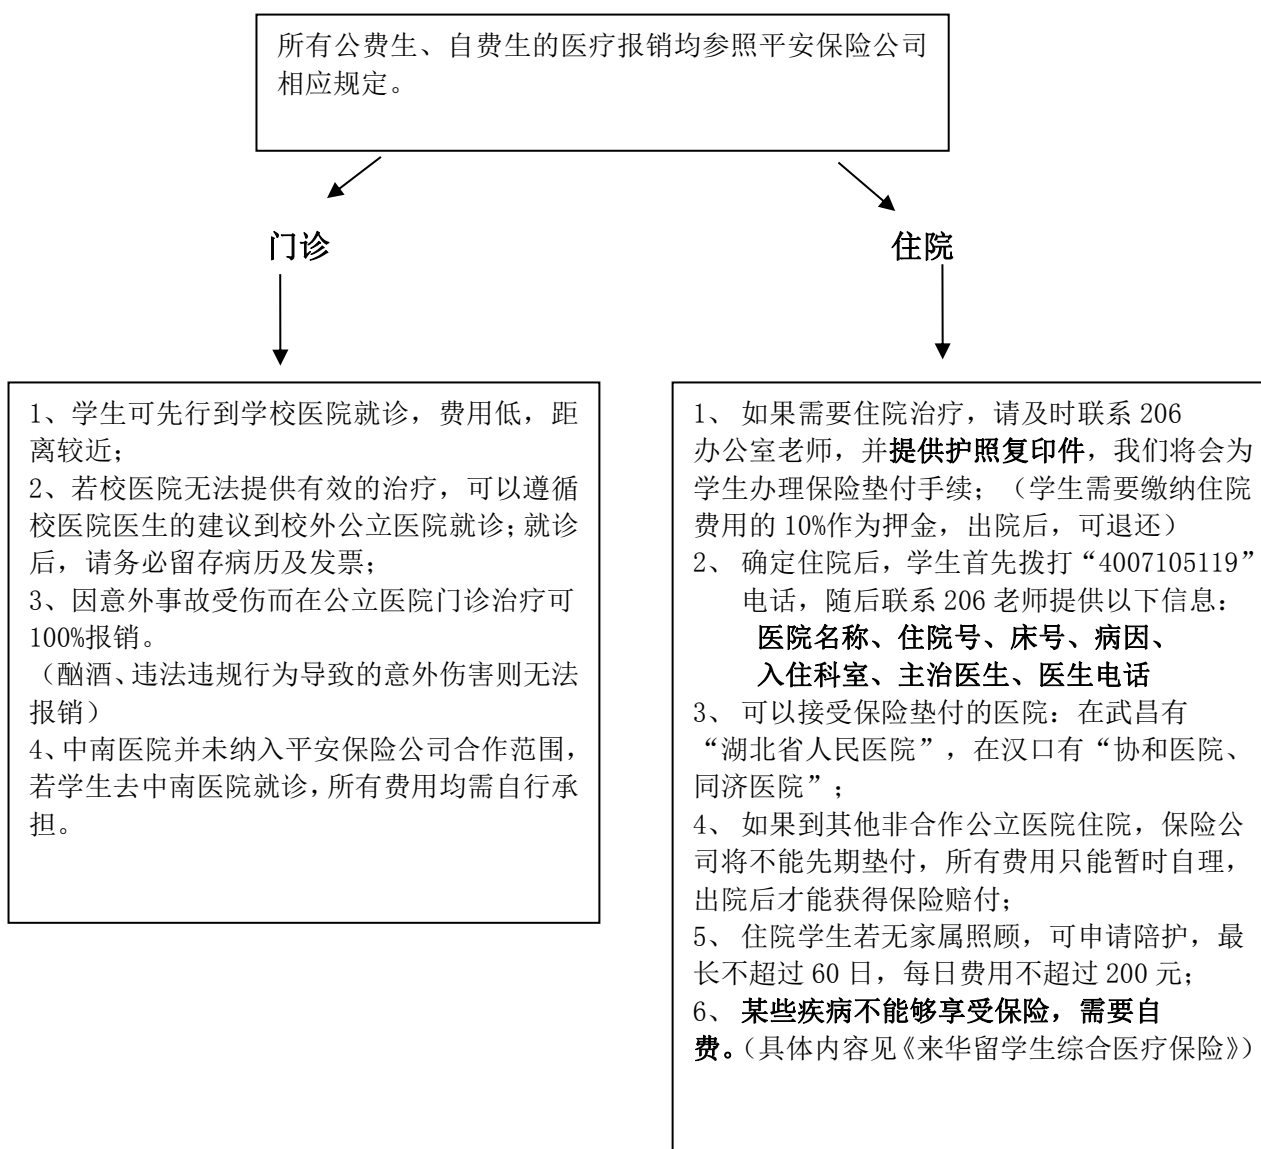 所有公费生、自费生的医疗报销均参照平安保险公司
相应规定。
门诊
住院
1、学生可先行到学校医院就诊，费用低，距
离较近；
2、若校医院无法提供有效的治疗，可以遵循
校医院医生的建议到校外公立医院就诊；就诊
后，请务必留存病历及发票；
3、因意外事故受伤而在公立医院门诊治疗可
100%报销。
（酗酒、违法违规行为导致的意外伤害则无法
报销）
4、中南医院并未纳入平安保险公司合作范围，
若学生去中南医院就诊，所有费用均需自行承
担。
1、 如果需要住院治疗，请及时联系 206
办公室老师，并提供护照复印件，我们将会为
学生办理保险垫付手续；（学生需要缴纳住院
费用的 10%作为押金，出院后，可退还）
2、 确定住院后，学生首先拨打“4007105119”
电话，随后联系 206 老师提供以下信息：
医院名称、住院号、床号、病因、
入住科室、主治医生、医生电话
3、 可以接受保险垫付的医院：在武昌有
“湖北省人民医院”，在汉口有“协和医院、
同济医院”；
4、 如果到其他非合作公立医院住院，保险公
司将不能先期垫付，所有费用只能暂时自理，
出院后才能获得保险赔付；
5、 住院学生若无家属照顾，可申请陪护，最
长不超过 60 日，每日费用不超过 200 元；
6、 某些疾病不能够享受保险，需要自
费。（具体内容见《来华留学生综合医疗保险》）